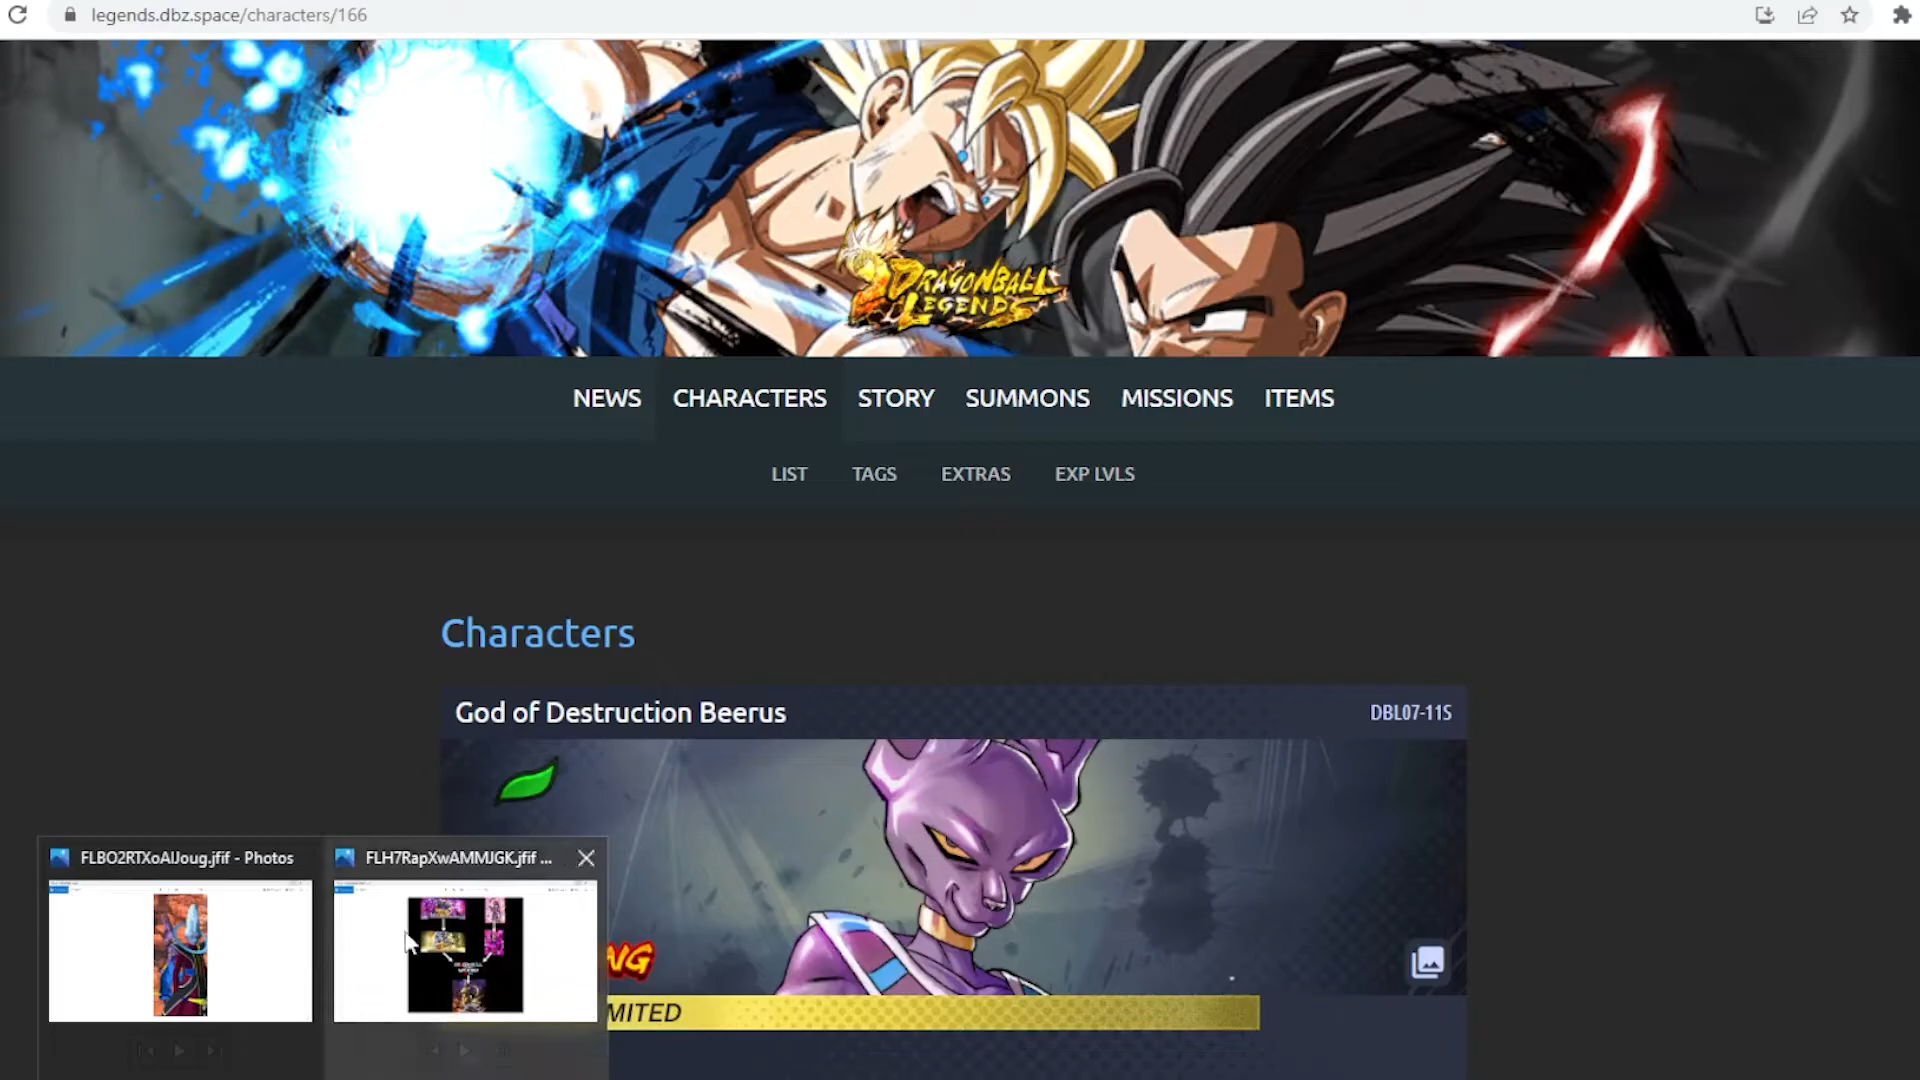 legends.dbz.space/characters/166
DRAGONBALL
LEGENDS
NEWS CHARACTERS STORY SUMMONS MISSIONS ITEMS
LIST TAGS EXTRAS EXP LVLS
Characters
God of Destruction Beerus DBL07-11S
FLBO2RTXoAIJoug.jfif - Photos FLH7RapXwAMMJGK.jfif ...
NG
MITED